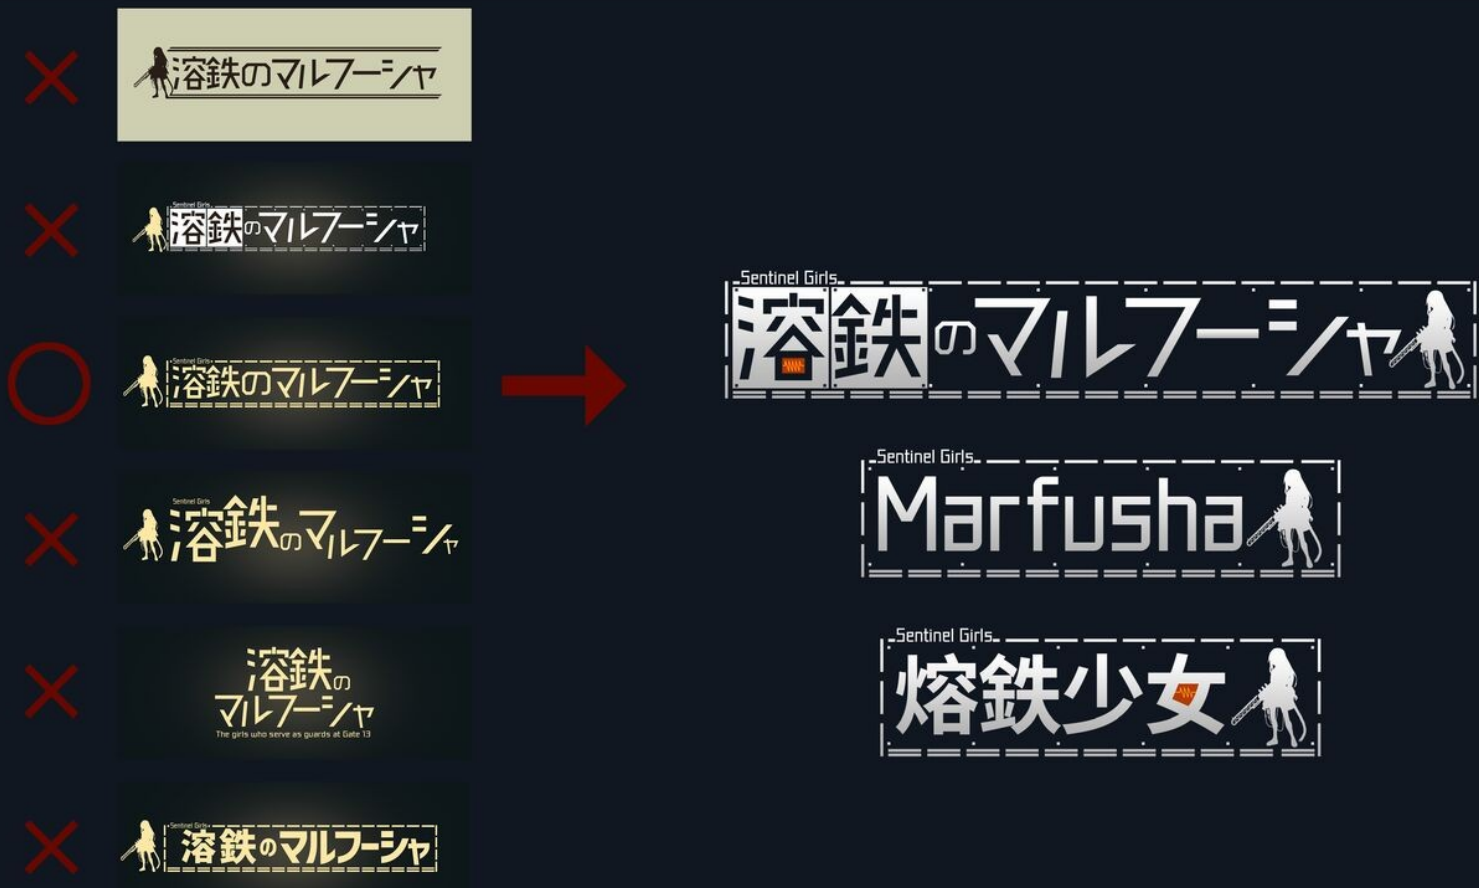 溶鉄のマルフーシャ
Sentinel Girls
溶鉄のマルフーシャ
Sentinel Girls
溶鉄のマルフーシャ
Sentinel Girls
溶鉄のマルフーシャ
溶鉄の
マルフーシャ
The girls who serve as guards at Gate 13
Sentinel Girls
溶鉄のマルフーシャ
Sentinel Girls
溶鉄のマルフーシャ
Sentinel Girls
Marfusha
Sentinel Girls
熔鉄少女